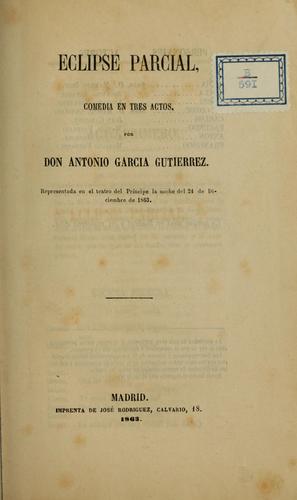 ECLIPSE PARCIAL,
COMEDIA EN TRES ACTOS,
POR
DON ANTONIO GARCIA GUTIERREZ.
Representada en el teatro del Príncipe la noche del 24 de Di-
ciembre de 1863.
B
691
MADRID.
IMPRENTA DE JOSÉ RODRIGUEZ, CALVARIO, 18.
1863.